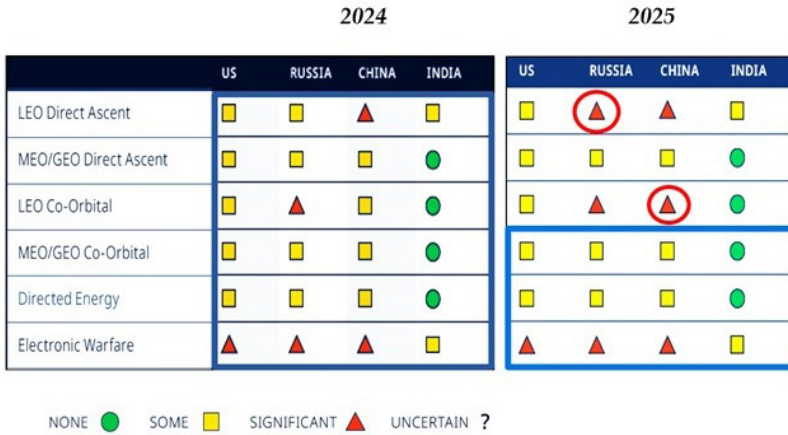 2024 2025
US RUSSIA CHINA INDIA US RUSSIA CHINA INDIA
LEO Direct Ascent
MEO/GEO Direct Ascent
LEO Co-Orbital
MEO/GEO Co-Orbital
Directed Energy
Electronic Warfare
NONE SOME SIGNIFICANT UNCERTAIN ?